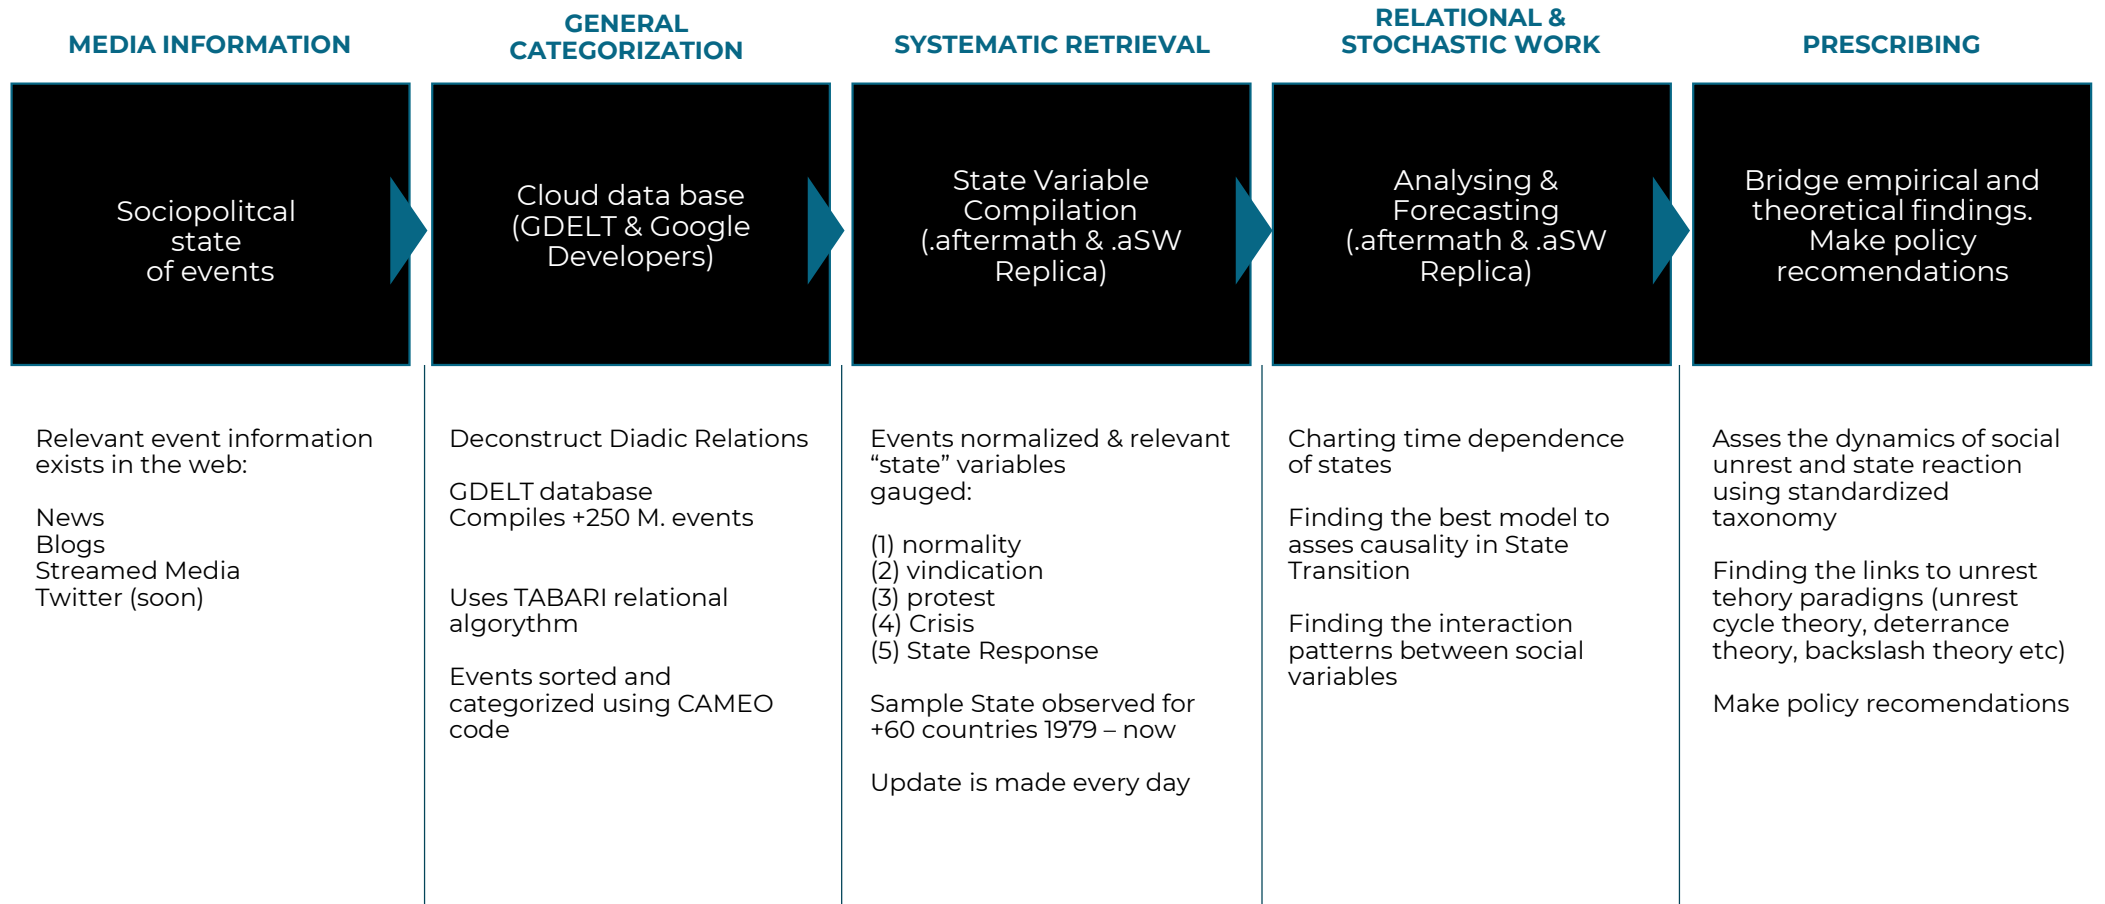 MEDIA INFORMATION
GENERAL
CATEGORIZATION
SYSTEMATIC RETRIEVAL
RELATIONAL &
STOCHASTIC WORK
PRESCRIBING
Sociopolitcal
state
of events
Cloud data base
(GDELT & Google
Developers)
State Variable
Compilation
(.aftermath & .aSW
Replica)
Analysing &
Forecasting
(.aftermath & .aSW
Replica)
Bridge empirical and
theoretical findings.
Make policy
recomendations
Relevant event information
exists in the web:
News
Blogs
Streamed Media
Twitter (soon)
Deconstruct Diadic Relations
GDELT database
Compiles +250 M. events
Uses TABARI relational
algorythm
Events sorted and
categorized using CAMEO
code
Events normalized & relevant
“state” variables
gauged:
(1) normality
(2) vindication
(3) protest
(4) Crisis
(5) State Response
Sample State observed for
+60 countries 1979 – now
Update is made every day
Charting time dependence
of states
Finding the best model to
asses causality in State
Transition
Finding the interaction
patterns between social
variables
Asses the dynamics of social
unrest and state reaction
using standardized
taxonomy
Finding the links to unrest
tehory paradigms (unrest
cycle theory, deterrance
theory, backslash theory etc)
Make policy recomendations